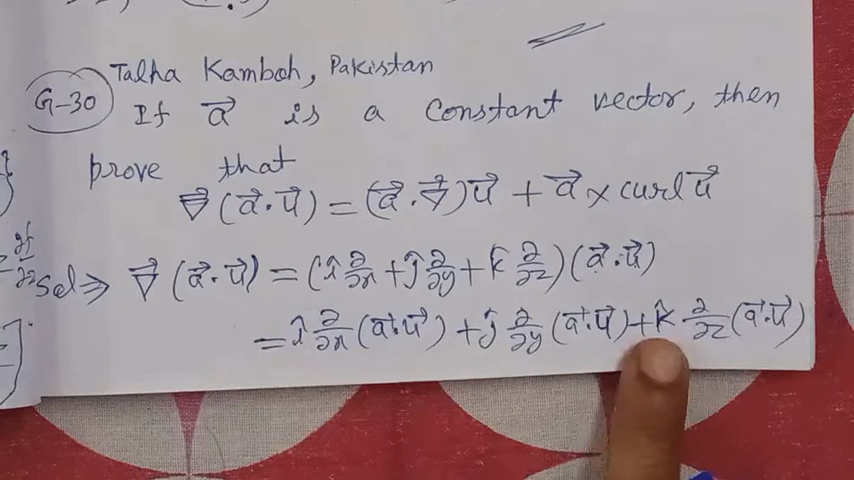 Talha Kamboh, Pakistan
G-30 If a⃗ is a constant vector, then
prove that
∇⃗(a⃗·u⃗) = (a⃗·∇⃗)u⃗ + a⃗ × curl u⃗
Sol ⇒ ∇⃗(a⃗·u⃗) = (î ∂/∂x + ĵ ∂/∂y + k̂ ∂/∂z)(a⃗·u⃗)
= î ∂/∂x (a⃗·u⃗) + ĵ ∂/∂y (a⃗·u⃗) + k̂ ∂/∂z (a⃗·u⃗)